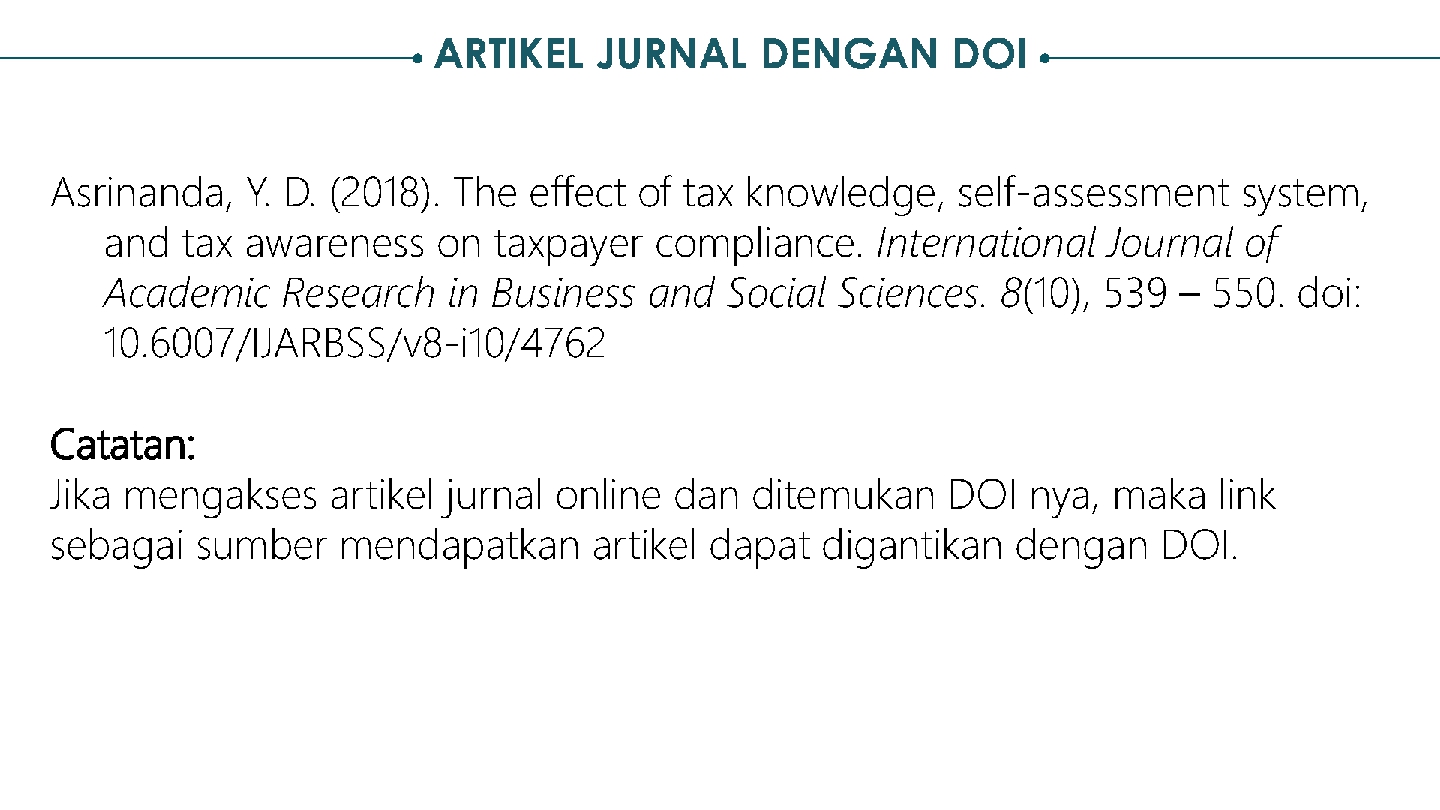 ARTIKEL JURNAL DENGAN DOI
Asrinanda, Y. D. (2018). The effect of tax knowledge, self-assessment system,
and tax awareness on taxpayer compliance. International Journal of
Academic Research in Business and Social Sciences. 8(10), 539 – 550. doi:
10.6007/IJARBSS/v8-i10/4762
Catatan:
Jika mengakses artikel jurnal online dan ditemukan DOI nya, maka link
sebagai sumber mendapatkan artikel dapat digantikan dengan DOI.